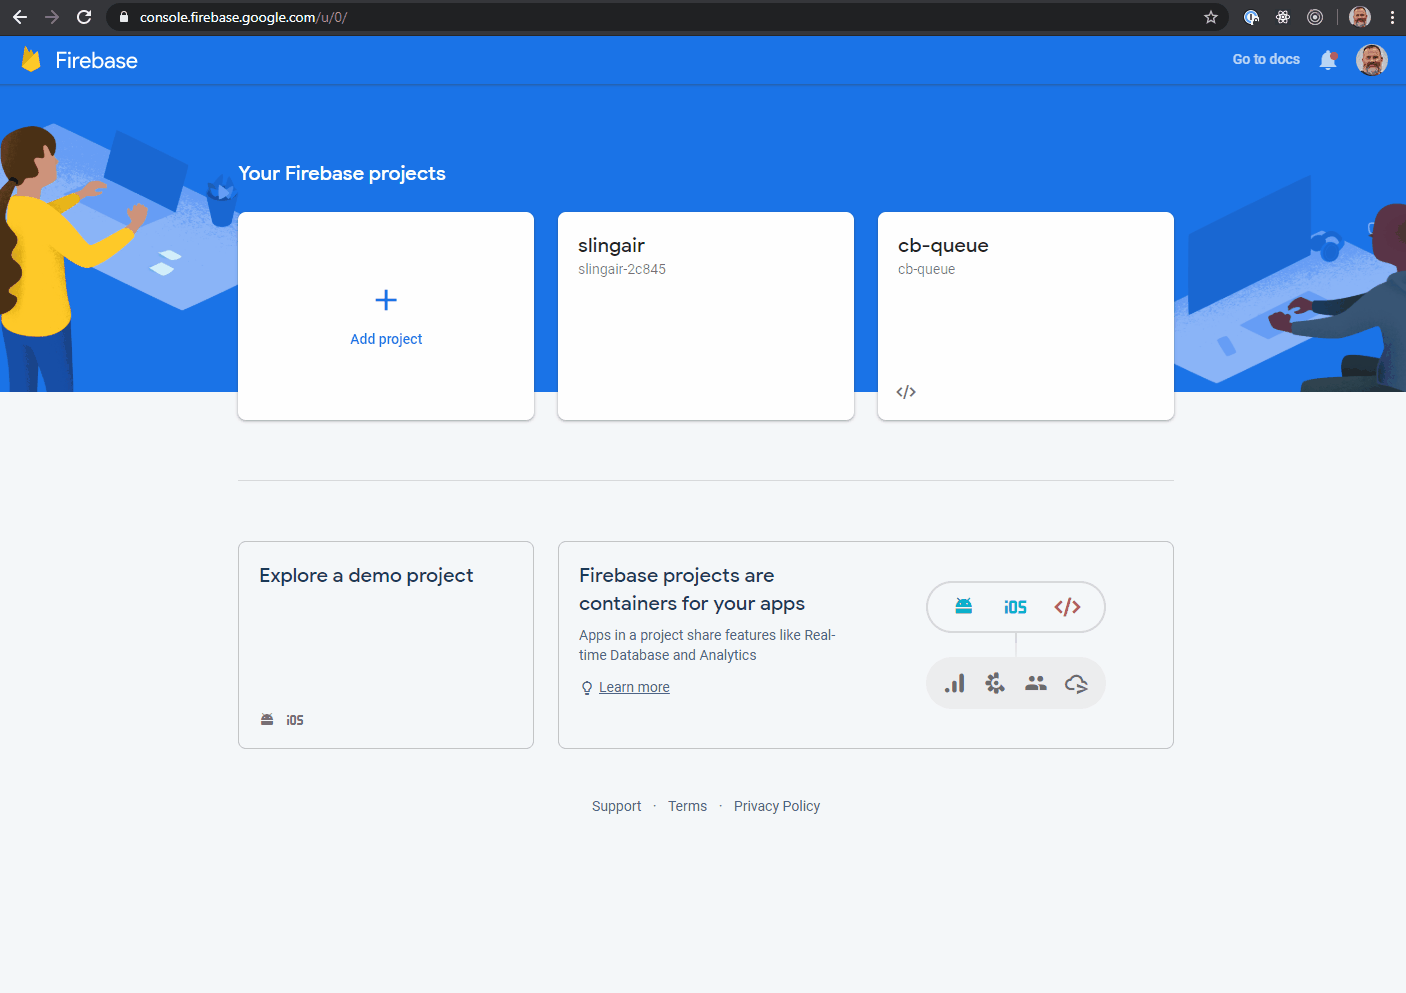 console.firebase.google.com/u/0/
Firebase
Go to docs
Your Firebase projects
Add project
slingair
slingair-2c845
cb-queue
cb-queue
</>
Explore a demo project
iOS
Firebase projects are
containers for your apps
Apps in a project share features like Real-
time Database and Analytics
Learn more
iOS </>
Support · Terms · Privacy Policy